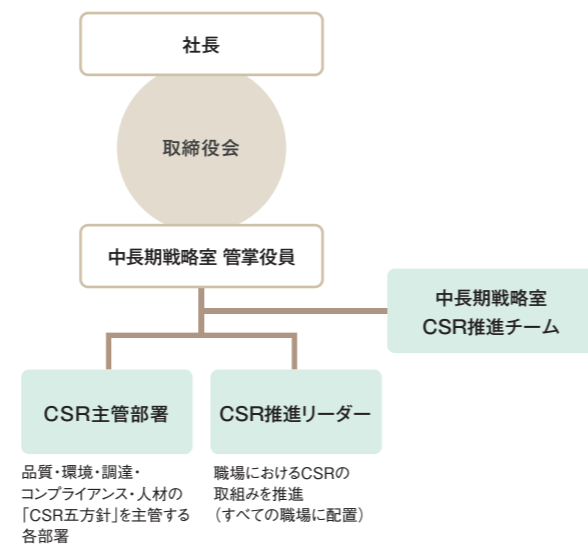 社長
取締役会
中長期戦略室 管掌役員
中長期戦略室
CSR推進チーム
CSR主管部署
CSR推進リーダー
品質・環境・調達・
コンプライアンス・人材の
「CSR五方針」を主管する
各部署
職場におけるCSRの
取組みを推進
(すべての職場に配置)